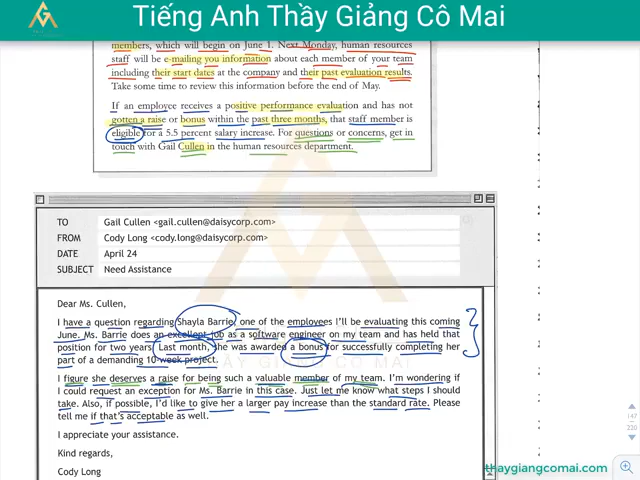 Tiếng Anh Thầy Giảng Cô Mai
members, which will begin on June 1. Next Monday, human resources
staff will be e-mailing you information about each member of your team
including their start dates at the company and their past evaluation results.
Take some time to review this information before the end of May.
If an employee receives a positive performance evaluation and has not
gotten a raise or bonus within the past three months, that staff member is
eligible for a 5.5 percent salary increase. For questions or concerns, get in
touch with Gail Cullen in the human resources department.
TO Gail Cullen <gail.cullen@daisycorp.com>
FROM Cody Long <cody.long@daisycorp.com>
DATE April 24
SUBJECT Need Assistance
Dear Ms. Cullen,
I have a question regarding Shayla Barrie, one of the employees I'll be evaluating this coming
June. Ms. Barrie does an excellent job as a software engineer on my team and has held that
position for two years. Last month, she was awarded a bonus for successfully completing her
part of a demanding 10-week project.
THẦY GIẢNG CÔ MAI
I figure she deserves a raise for being such a valuable member of my team. I'm wondering if
I could request an exception for Ms. Barrie in this case. Just let me know what steps I should
take. Also, if possible, I'd like to give her a larger pay increase than the standard rate. Please
tell me if that's acceptable as well.
I appreciate your assistance.
Kind regards,
Cody Long
147
220
thaygiangcomai.com